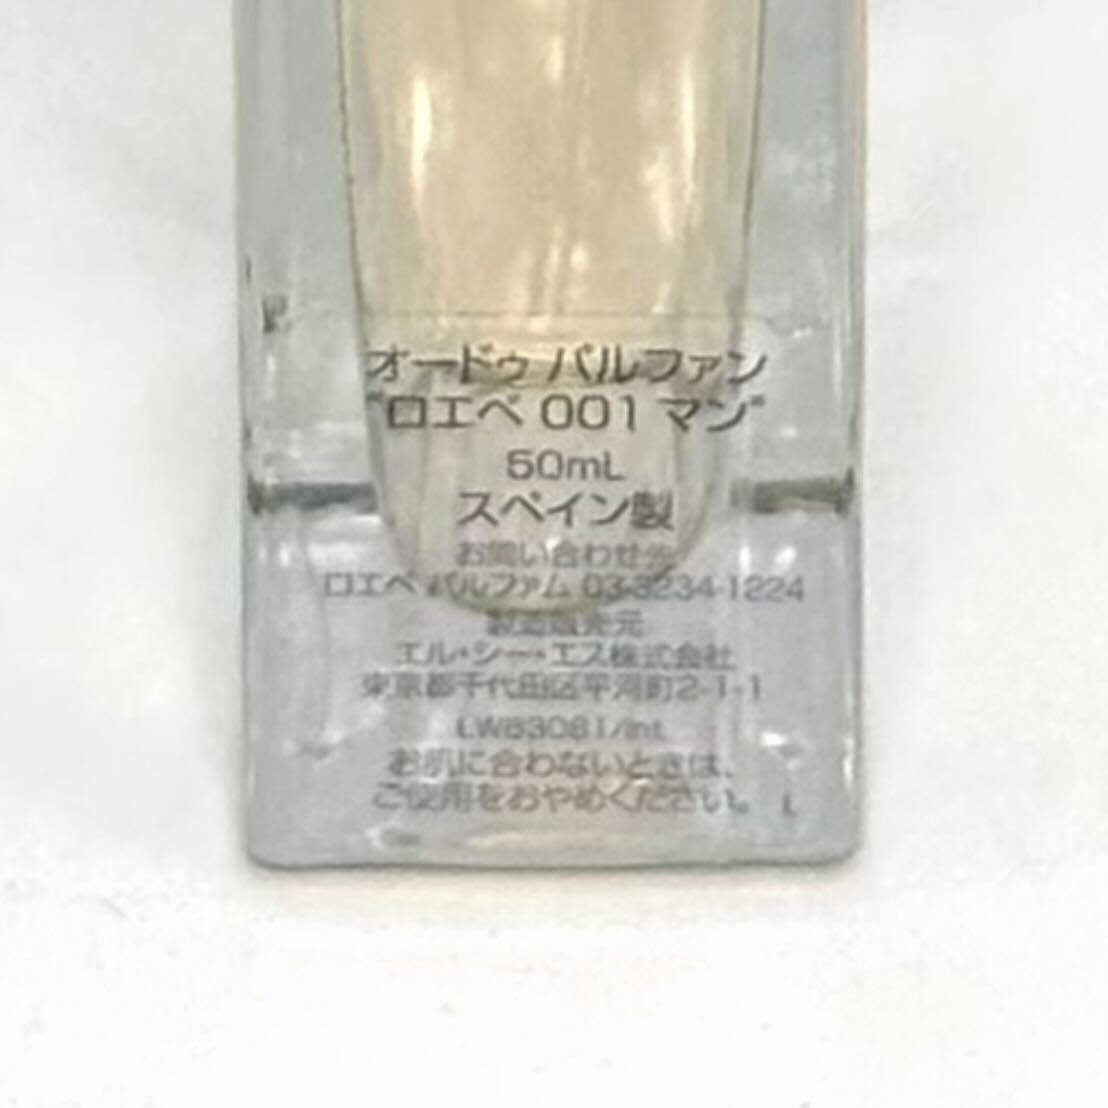 オードゥ パルファン
"ロエベ 001 マン"
50mL
スペイン製
お問い合わせ先
ロエベ パルファム 03-3234-1224
製造販売元
エル・シー・エス株式会社
東京都千代田区平河町2-1-1
お肌に合わないときは、
ご使用をおやめください。 L